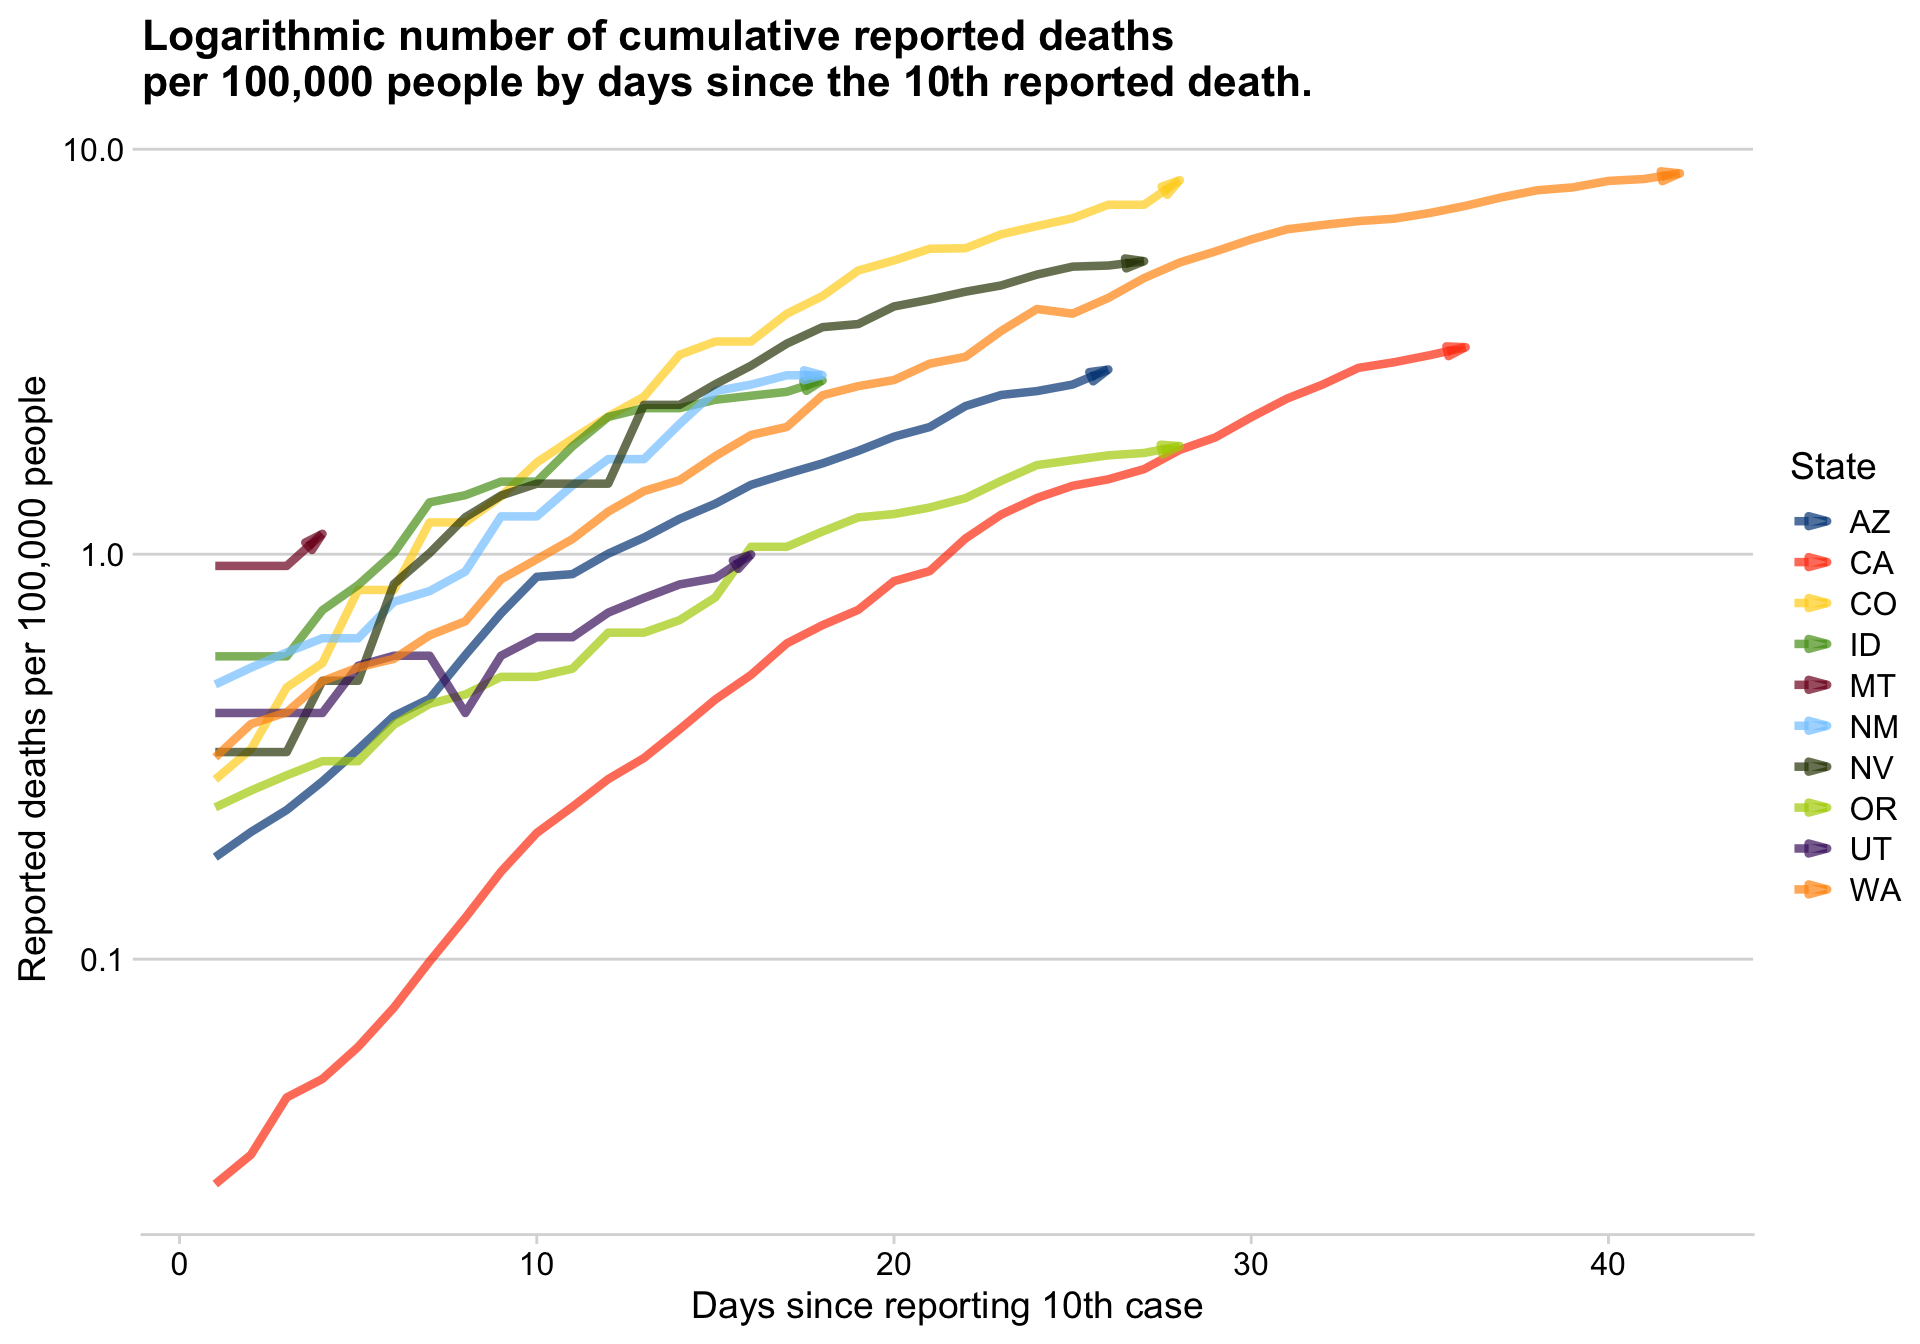 Logarithmic number of cumulative reported deaths
per 100,000 people by days since the 10th reported death.
10.0
1.0
0.1
Reported deaths per 100,000 people
0
10
20
30
40
Days since reporting 10th case
State
AZ
CA
CO
ID
MT
NM
NV
OR
UT
WA